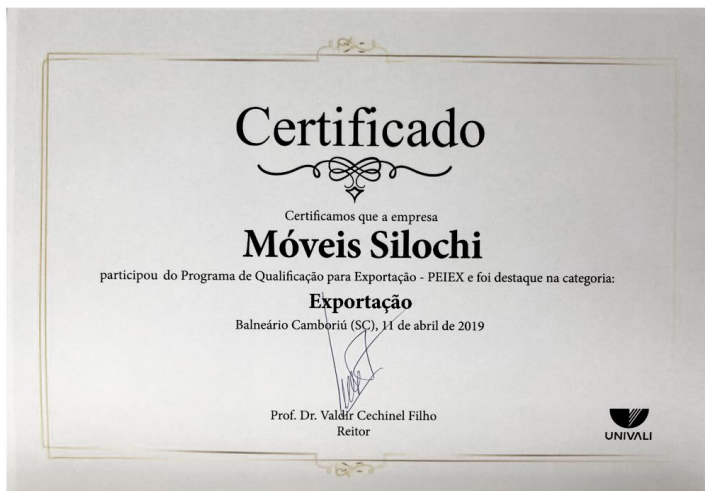 Certificado
Certificamos que a empresa
Móveis Silochi
participou do Programa de Qualificação para Exportação - PEIEX e foi destaque na categoria:
Exportação
Balneário Camboriú (SC), 11 de abril de 2019
Prof. Dr. Valdir Cechinel Filho
Reitor
UNIVALI